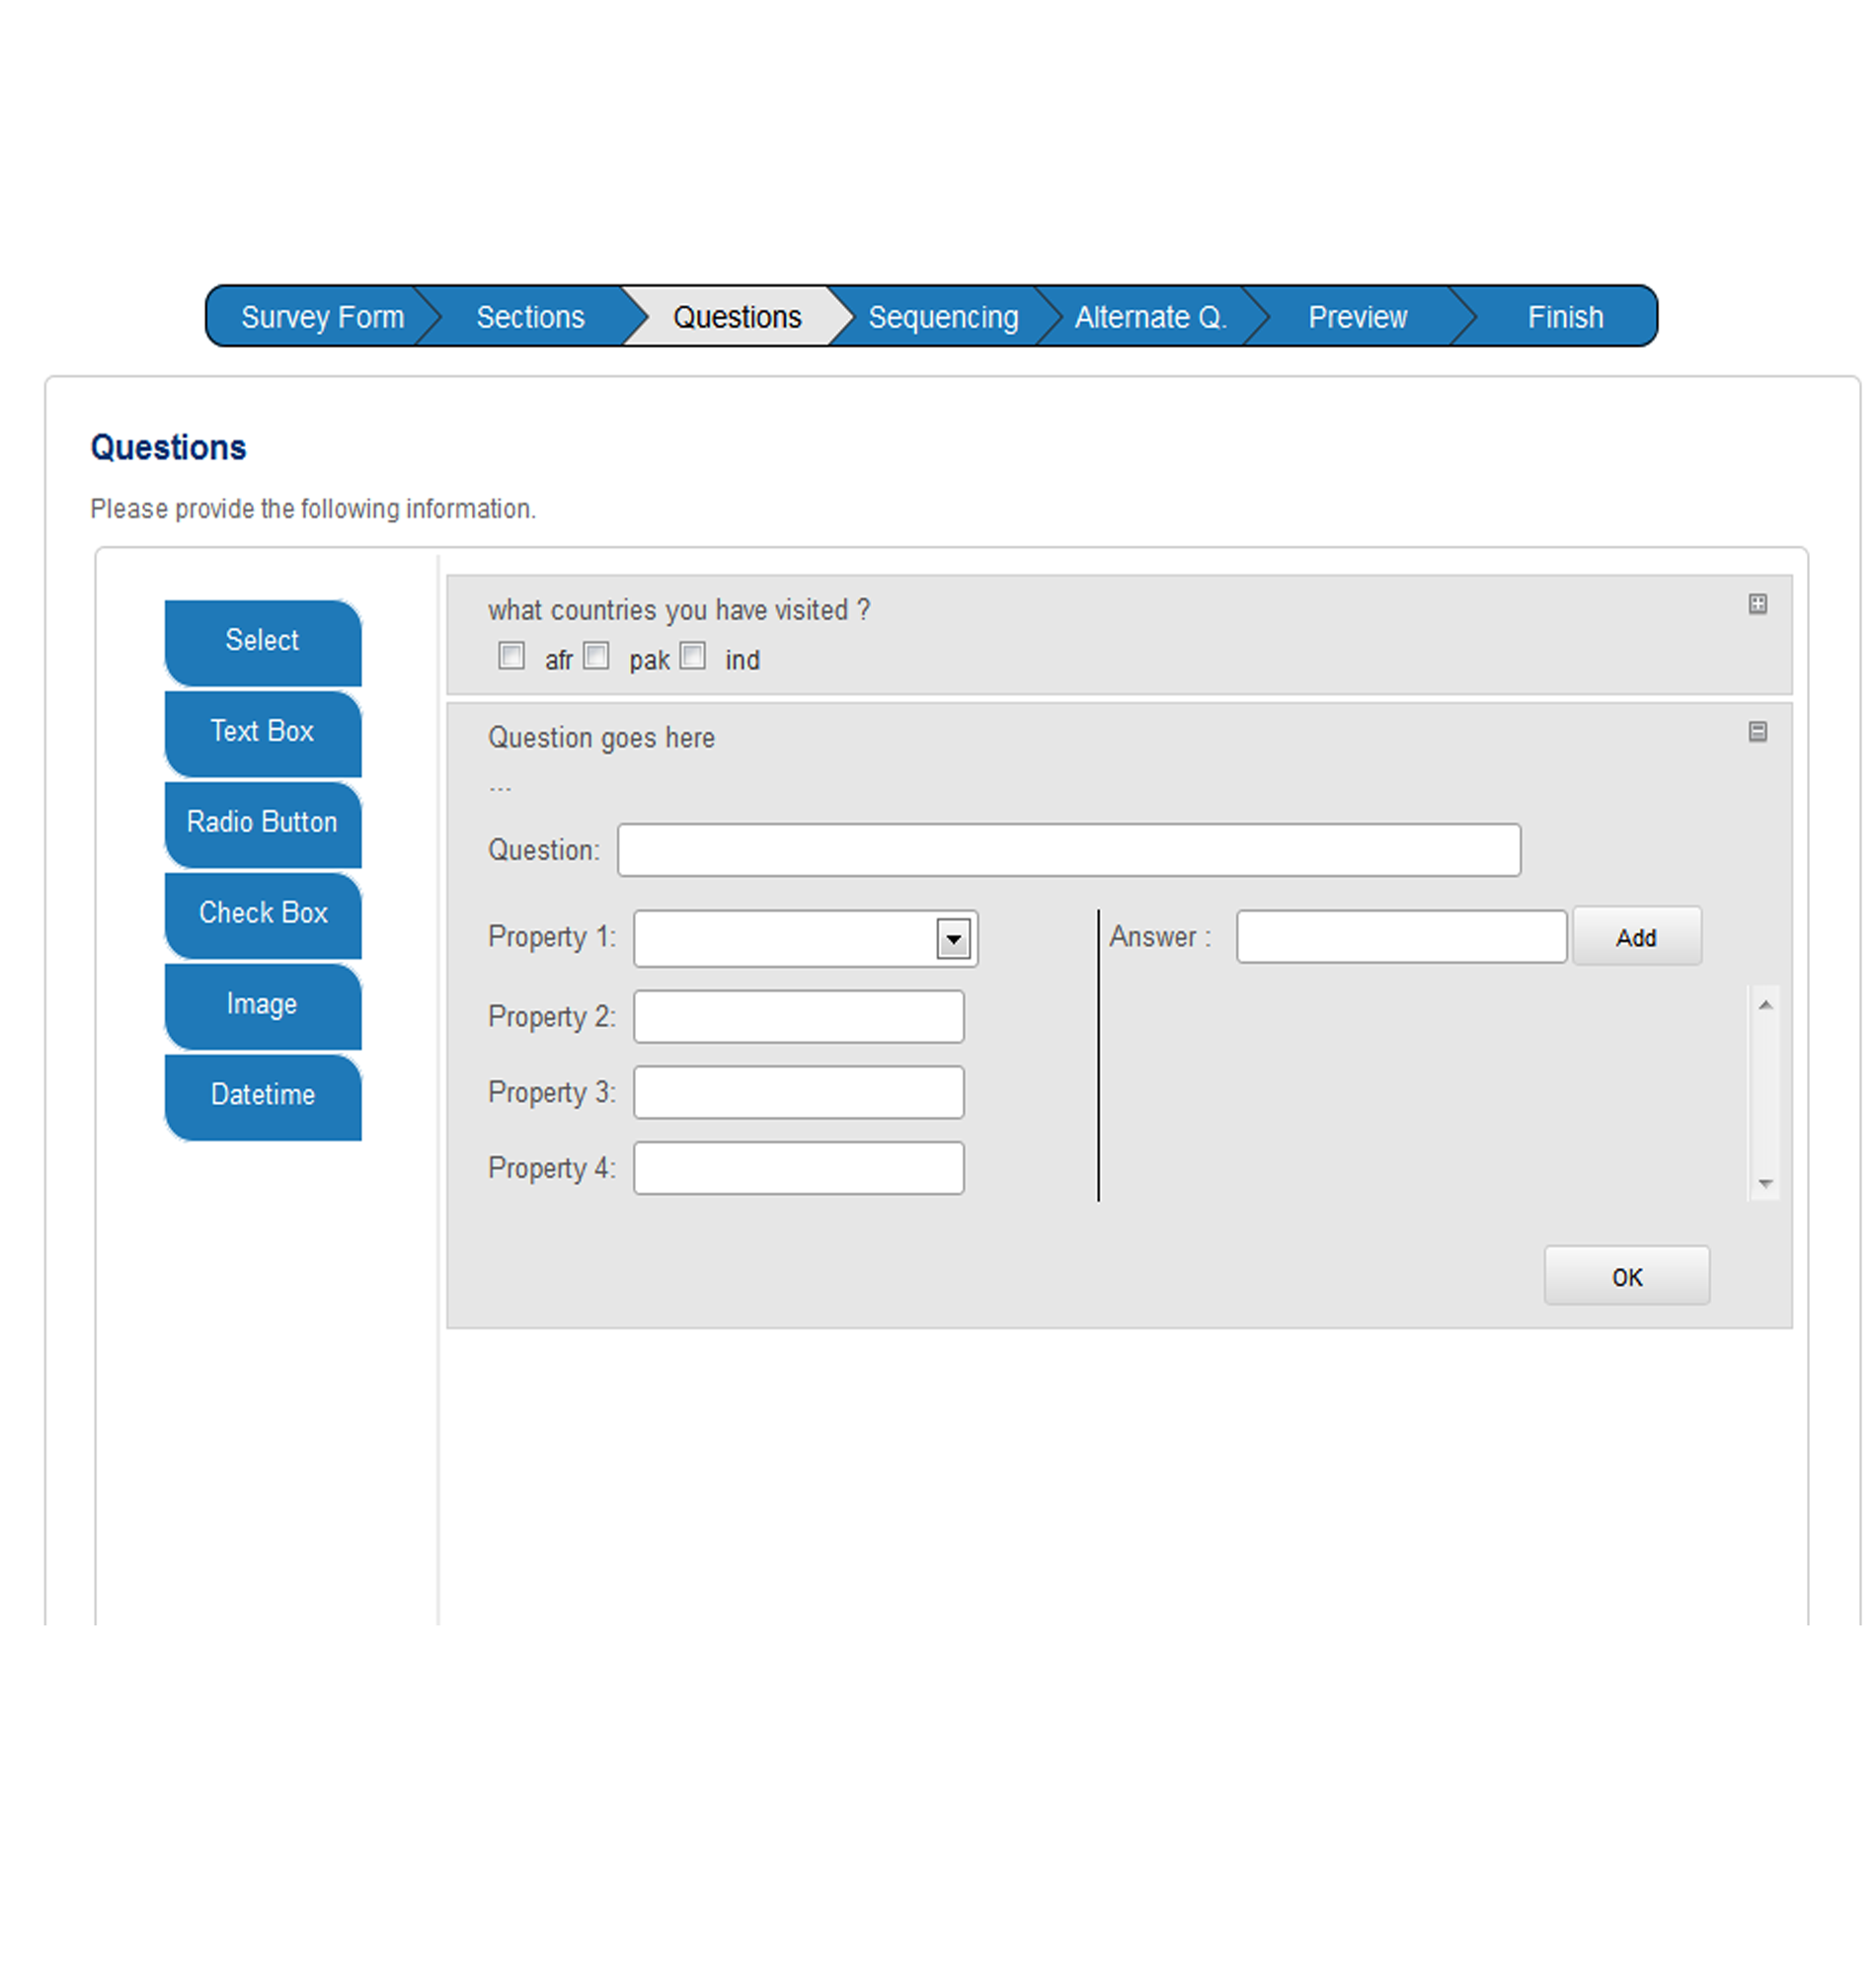 Survey Form Sections Questions Sequencing Alternate Q. Preview Finish
Questions
Please provide the following information.
Select
Text Box
Radio Button
Check Box
Image
Datetime
what countries you have visited ?
afr pak ind
Question goes here
...
Question:
Property 1:
Property 2:
Property 3:
Property 4:
Answer :
Add
OK